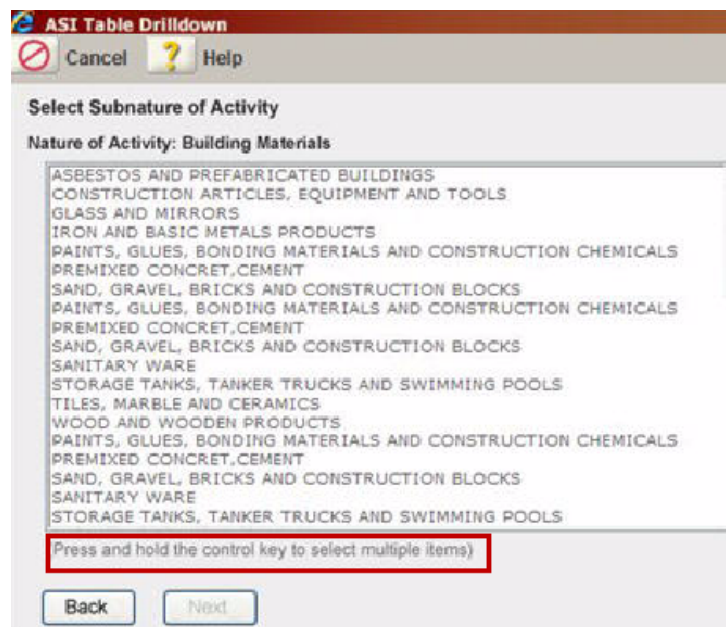 ASI Table Drilldown
Cancel ? Help
Select Subnature of Activity
Nature of Activity: Building Materials
ASBESTOS AND PREFABRICATED BUILDINGS
CONSTRUCTION ARTICLES, EQUIPMENT AND TOOLS
GLASS AND MIRRORS
IRON AND BASIC METALS PRODUCTS
PAINTS, GLUES, BONDING MATERIALS AND CONSTRUCTION CHEMICALS
PREMIXED CONCRET,CEMENT
SAND, GRAVEL, BRICKS AND CONSTRUCTION BLOCKS
PAINTS, GLUES, BONDING MATERIALS AND CONSTRUCTION CHEMICALS
PREMIXED CONCRET,CEMENT
SAND, GRAVEL, BRICKS AND CONSTRUCTION BLOCKS
SANITARY WARE
STORAGE TANKS, TANKER TRUCKS AND SWIMMING POOLS
TILES, MARBLE AND CERAMICS
WOOD AND WOODEN PRODUCTS
PAINTS, GLUES, BONDING MATERIALS AND CONSTRUCTION CHEMICALS
PREMIXED CONCRET,CEMENT
SAND, GRAVEL, BRICKS AND CONSTRUCTION BLOCKS
SANITARY WARE
STORAGE TANKS, TANKER TRUCKS AND SWIMMING POOLS
Press and hold the control key to select multiple items)
Back Next